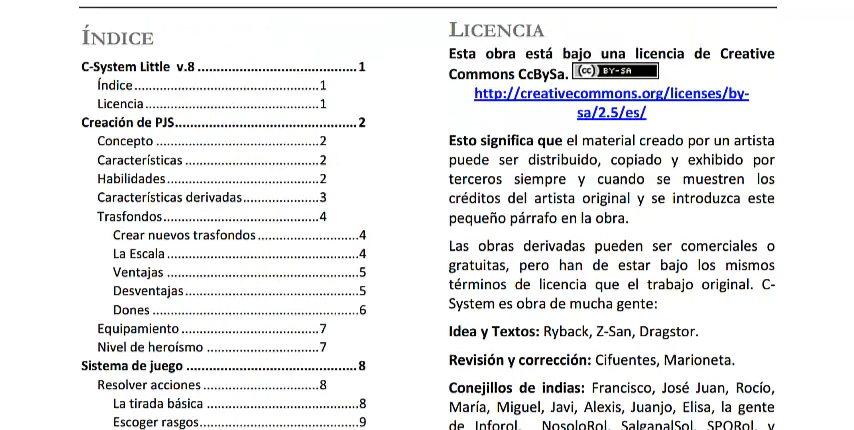 ÍNDICE
C-System Little v.8 ................................................1
Índice........................................................1
Licencia.....................................................1
Creación de PJS.......................................................2
Concepto ..................................................2
Características .........................................2
Habilidades...............................................2
Características derivadas.......................3
Trasfondos...............................................4
Crear nuevos trasfondos ..............................4
La Escala .......................................................4
Ventajas ........................................................5
Desventajas...................................................5
Dones ............................................................6
Equipamiento ..........................................7
Nivel de heroísmo ..................................7
Sistema de juego ...................................................8
Resolver acciones ...................................8
La tirada básica .............................................8
Escoger rasgos...............................................9
LICENCIA
Esta obra está bajo una licencia de Creative
Commons CcBySa. cc BY-SA
http://creativecommons.org/licenses/by-
sa/2.5/es/
Esto significa que el material creado por un artista
puede ser distribuido, copiado y exhibido por
terceros siempre y cuando se muestren los
créditos del artista original y se introduzca este
pequeño párrafo en la obra.
Las obras derivadas pueden ser comerciales o
gratuitas, pero han de estar bajo los mismos
términos de licencia que el trabajo original. C-
System es obra de mucha gente:
Idea y Textos: Ryback, Z-San, Dragstor.
Revisión y corrección: Cifuentes, Marioneta.
Conejillos de indias: Francisco, José Juan, Rocío,
María, Miguel, Javi, Alexis, Juanjo, Elisa, la gente
de Inforol, NosoloRol, SalganalSol, SPORol, y